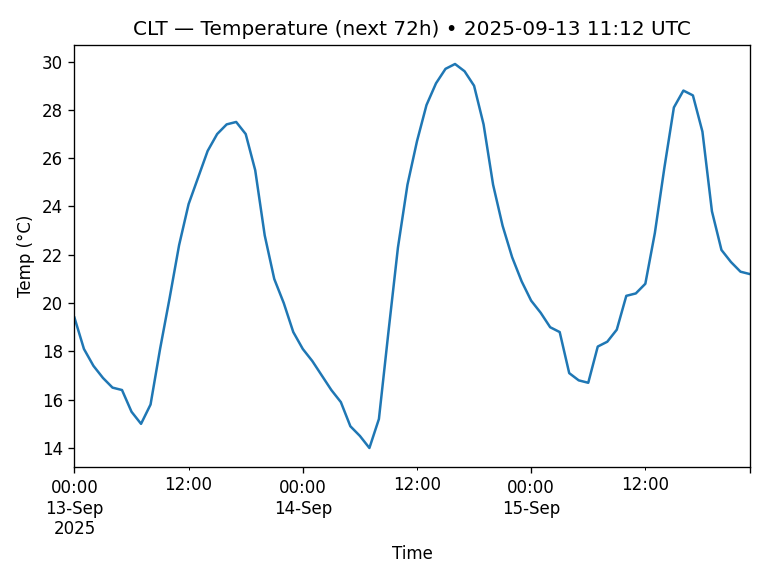 CLT — Temperature (next 72h) • 2025-09-13 11:12 UTC
Temp (°C)
30
28
26
24
22
20
18
16
14
00:00 12:00 00:00 12:00 00:00 12:00
13-Sep 14-Sep 15-Sep
2025
Time